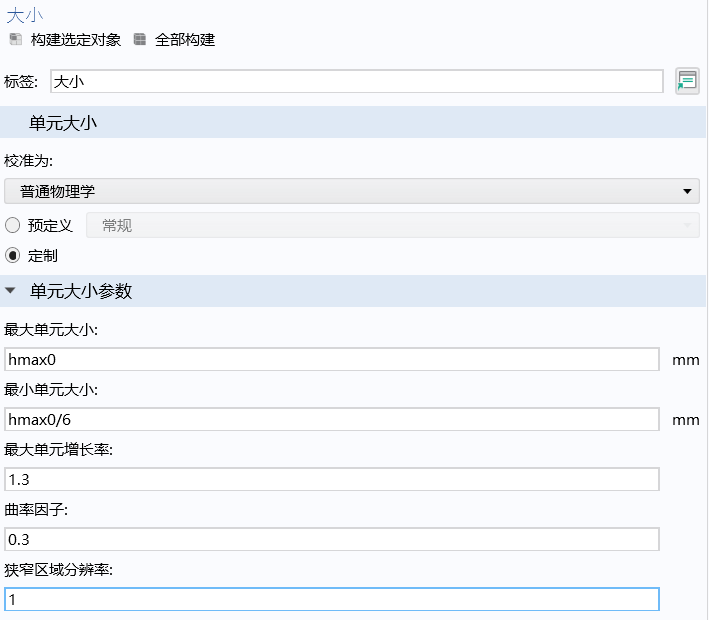 大小
构建选定对象 全部构建
标签: 大小
单元大小
校准为:
普通物理学
预定义 常规
定制
单元大小参数
最大单元大小:
hmax0 mm
最小单元大小:
hmax0/6 mm
最大单元增长率:
1.3
曲率因子:
0.3
狭窄区域分辨率:
1